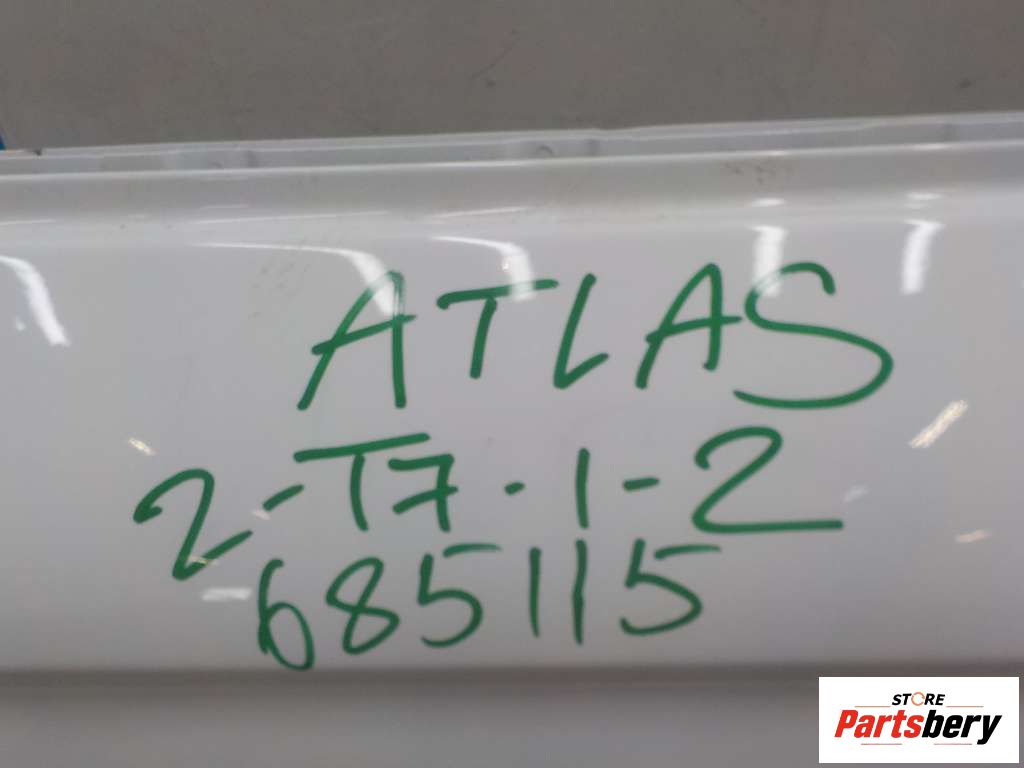 ATLAS
2-T7-1-2
685115
STORE
Partsbery